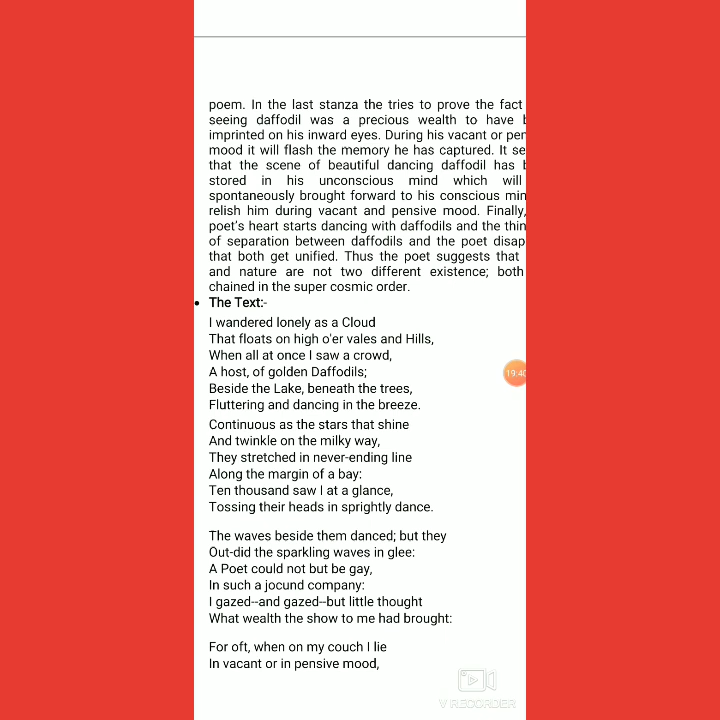 poem. In the last stanza the tries to prove the fact
seeing daffodil was a precious wealth to have
imprinted on his inward eyes. During his vacant or
mood it will flash the memory he has captured. It
that the scene of beautiful dancing daffodil has
stored in his unconscious mind which will
spontaneously brought forward to his conscious
relish him during vacant and pensive mood. Finally,
poet's heart starts dancing with daffodils and the
of separation between daffodils and the poet
that both get unified. Thus the poet suggests that
and nature are not two different existence; both
chained in the super cosmic order.
• The Text:-
I wandered lonely as a Cloud
That floats on high o'er vales and Hills,
When all at once I saw a crowd,
A host, of golden Daffodils;
19:40
Beside the Lake, beneath the trees,
Fluttering and dancing in the breeze.
Continuous as the stars that shine
And twinkle on the milky way,
They stretched in never-ending line
Along the margin of a bay:
Ten thousand saw I at a glance,
Tossing their heads in sprightly dance.
The waves beside them danced; but they
Out-did the sparkling waves in glee:
A Poet could not but be gay,
In such a jocund company:
I gazed--and gazed--but little thought
What wealth the show to me had brought:
For oft, when on my couch I lie
In vacant or in pensive mood,
V RECORDER